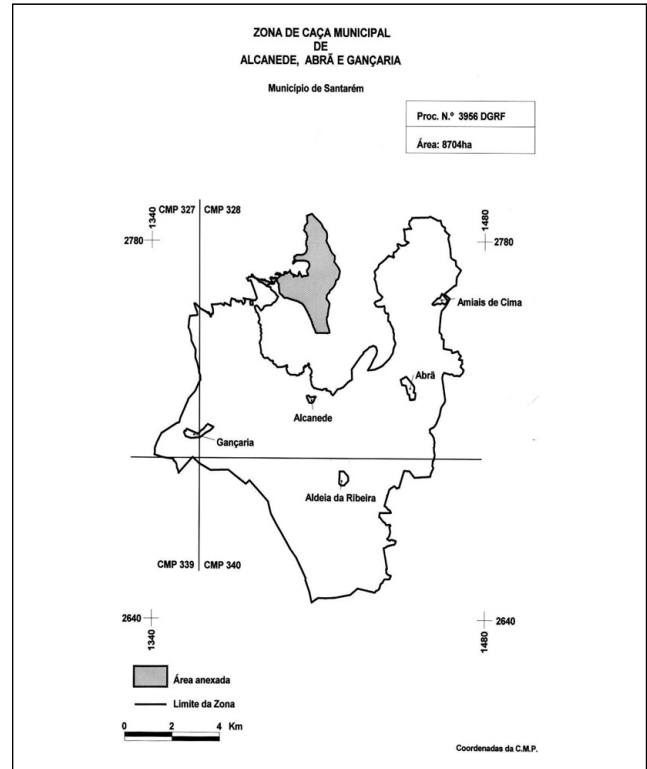 ZONA DE CAÇA MUNICIPAL
DE
ALCANEDE, ABRÃ E GANÇARIA
Município de Santarém
Proc. N.º 3956 DGRF
Área: 8704ha
CMP 327
CMP 328
1340
1480
2780
2780
Amiais de Cima
Abrã
Alcanede
Gançaria
Aldeia da Ribeira
CMP 339
CMP 340
2640
2640
1340
1480
Área anexada
Limite da Zona
0 2 4 Km
Coordenadas da C.M.P.